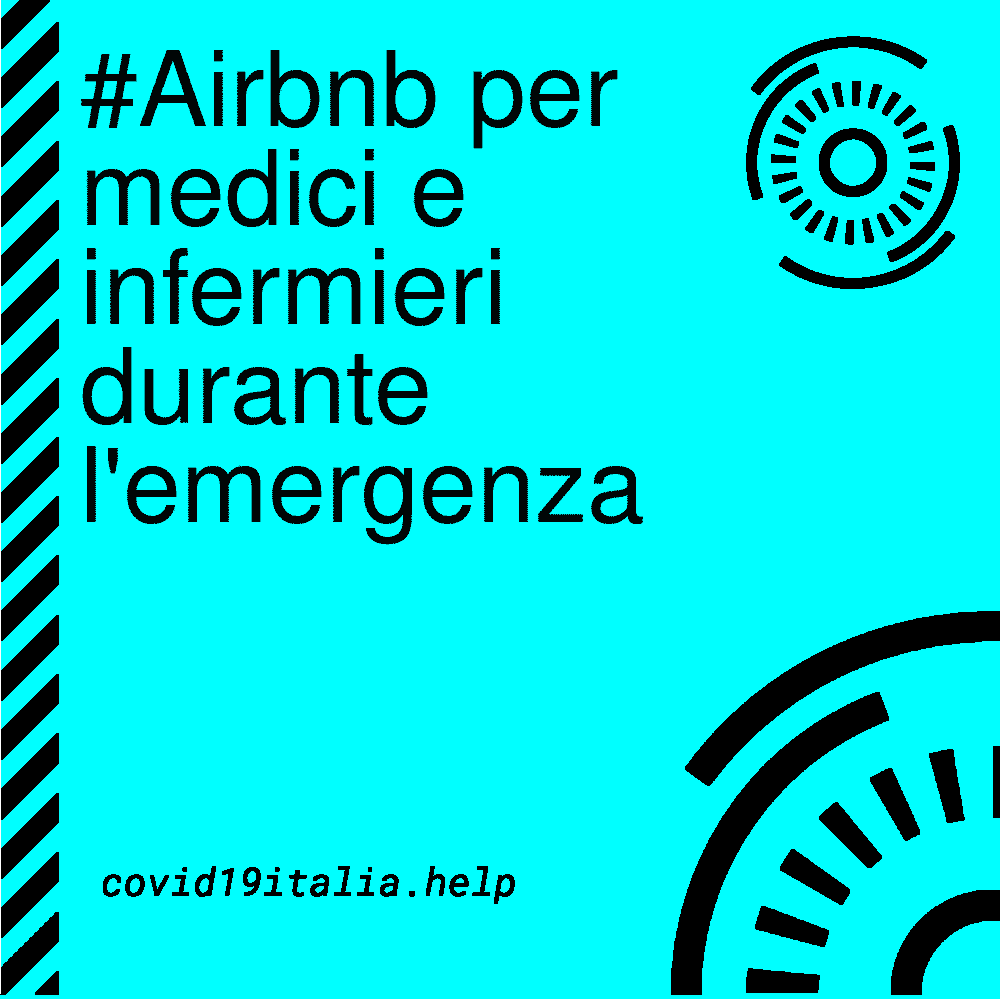 #Airbnb per
medici e
infermieri
durante
l'emergenza
covid19italia.help